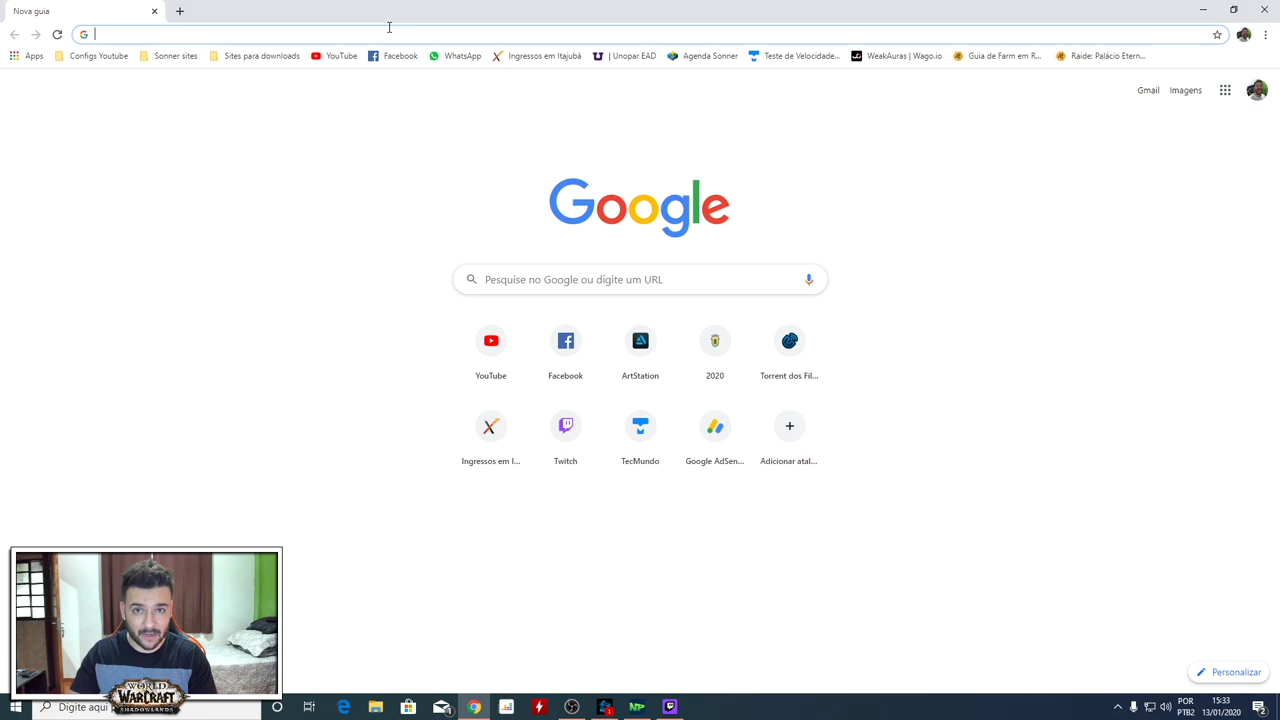 Nova guia
Apps Configs Youtube Sonner sites Sites para downloads YouTube Facebook WhatsApp Ingressos em Itajubá | Unopar EAD Agenda Sonner Teste de Velocidade... WeakAuras | Wago.io Guia de Farm em R... Raide: Palácio Etern...
Gmail Imagens
Google
Pesquise no Google ou digite um URL
YouTube Facebook ArtStation 2020 Torrent dos Fil...
Ingressos em I... Twitch TecMundo Google AdSen... Adicionar atal...
Personalizar
WORLD
WARCRAFT
SHADOWLANDS
Digite aqui
POR
PTB2
15:33
13/01/2020